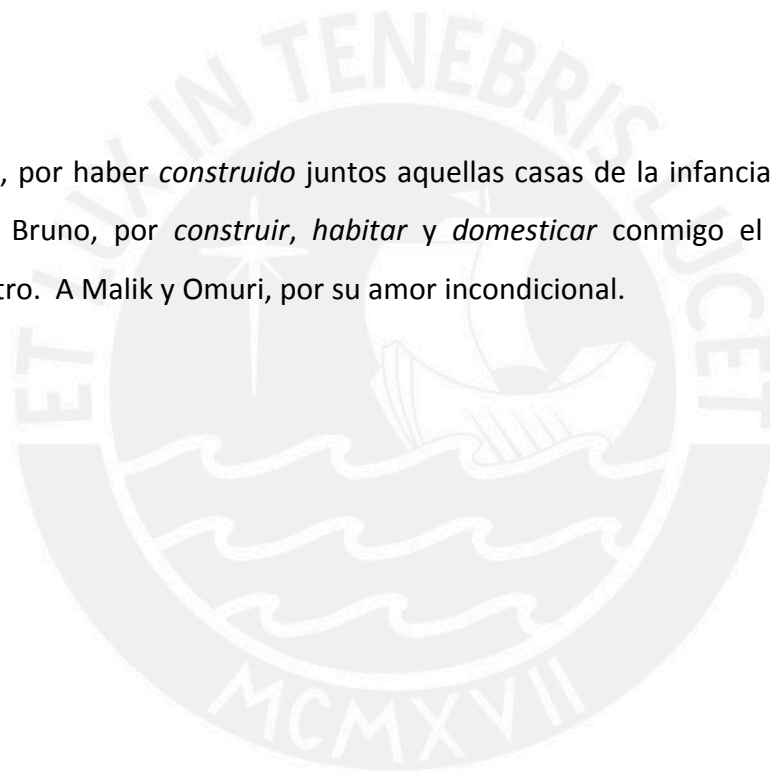 ET LUX IN TENEBRIS LUCET
, por haber construido juntos aquellas casas de la infancia
Bruno, por construir, habitar y domesticar conmigo el
tro. A Malik y Omuri, por su amor incondicional.
MCMXVII